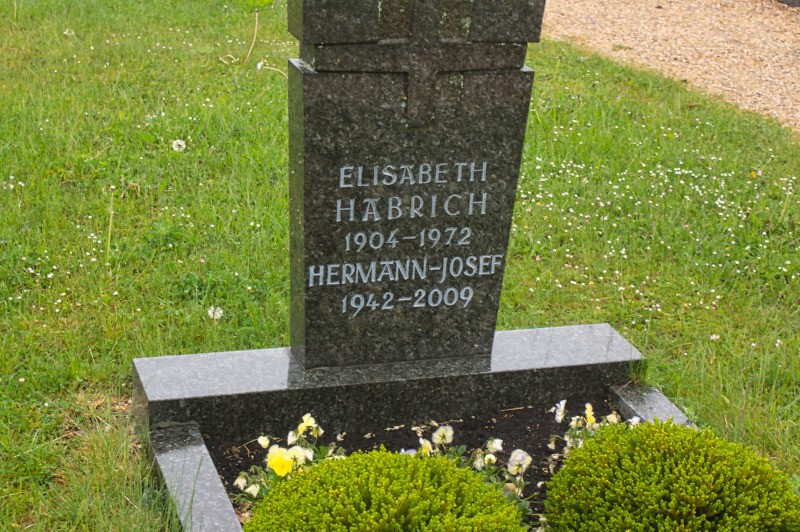 ELISABETH
HABRICH
1904–1972
HERMANN-JOSEF
1942–2009